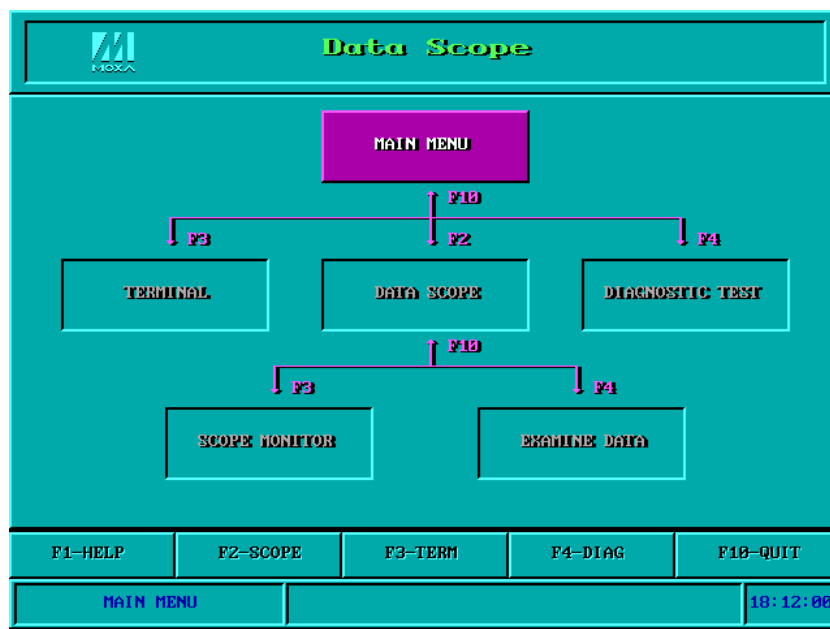 MOXA
Data Scope
MAIN MENU
F10
F3
F2
F4
TERMINAL
DATA SCOPE
DIAGNOSTIC TEST
F10
F3
F4
SCOPE MONITOR
EXAMINE DATA
F1-HELP
F2-SCOPE
F3-TERM
F4-DIAG
F10-QUIT
MAIN MENU
18:12:00